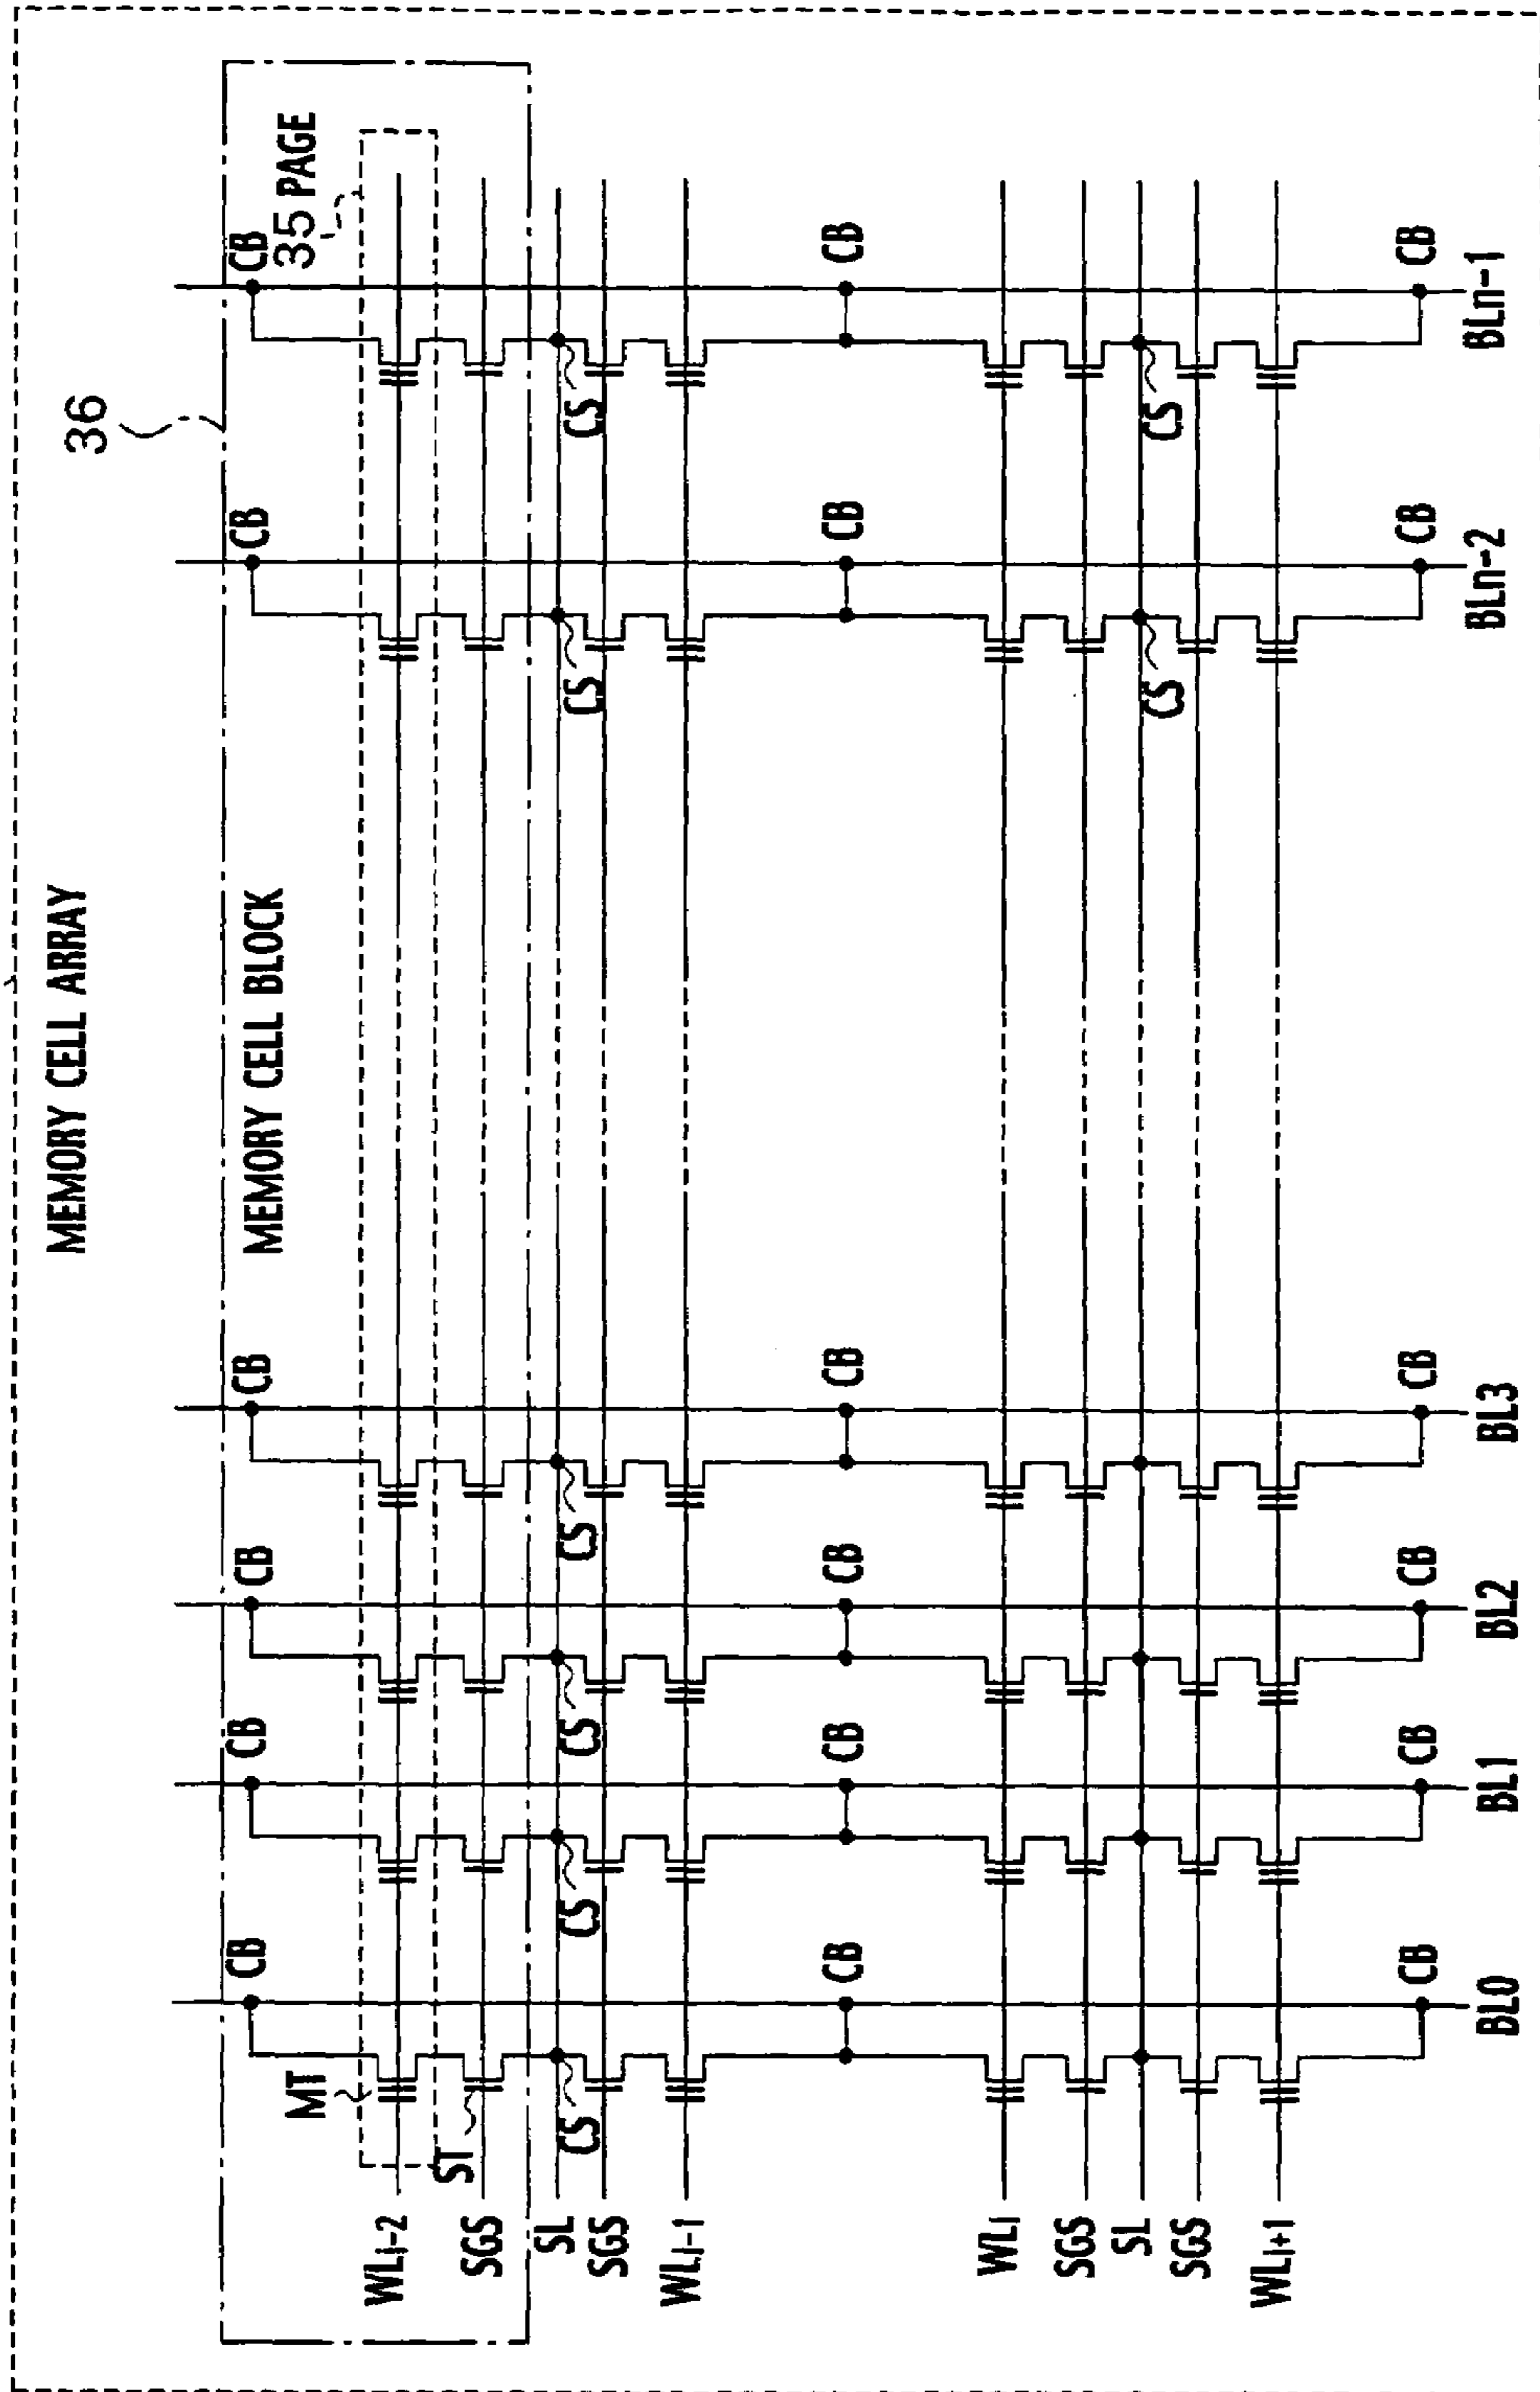 MEMORY CELL ARRAY
36
MEMORY CELL BLOCK
CB CB CB CB CB CB
35 PAGE
MT
WLi-2
ST
SGS
SL
CS CS CS CS CS CS
SGS
WLi-1
CB CB CB CB CB CB
WLi
SGS
SL
CS CS
SGS
WLi+1
CB CB CB CB CB CB
BL0 BL1 BL2 BL3 BLn-2 BLn-1